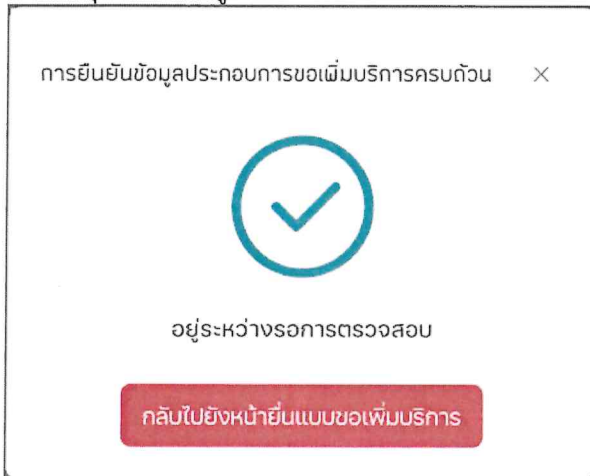 การยืนยันข้อมูลประกอบการขอเพิ่มบริการครบถ้วน
อยู่ระหว่างรอการตรวจสอบ
กลับไปยังหน้ายื่นแบบขอเพิ่มบริการ